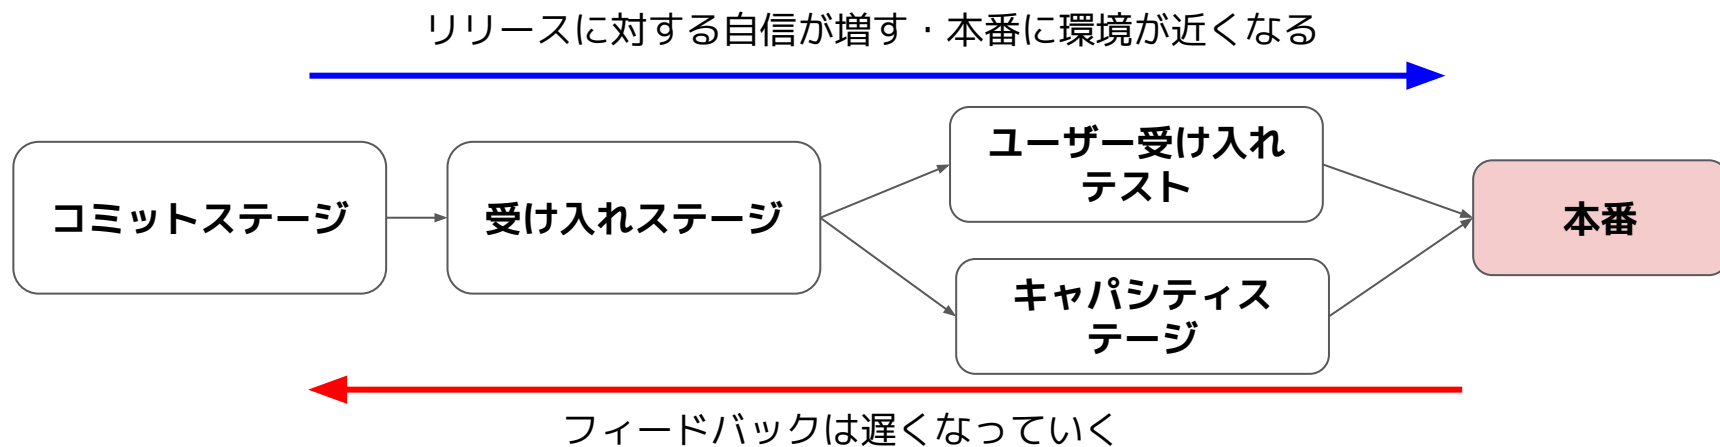 リリースに対する自信が増す・本番に環境が近くなる
コミットステージ
受け入れステージ
ユーザー受け入れ
テスト
キャパシティス
テージ
本番
フィードバックは遅くなっていく